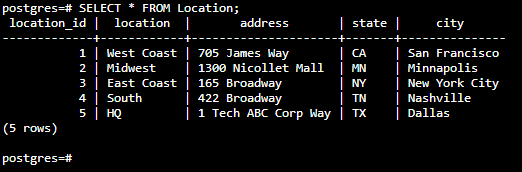 postgres=# SELECT * FROM Location;
 location_id |  location  |       address       | state |     city
-------------+------------+---------------------+-------+---------------
           1 | West Coast | 705 James Way       | CA    | San Francisco
           2 | Midwest    | 1300 Nicollet Mall  | MN    | Minnapolis
           3 | East Coast | 165 Broadway        | NY    | New York City
           4 | South      | 422 Broadway        | TN    | Nashville
           5 | HQ         | 1 Tech ABC Corp Way | TX    | Dallas
(5 rows)
postgres=#